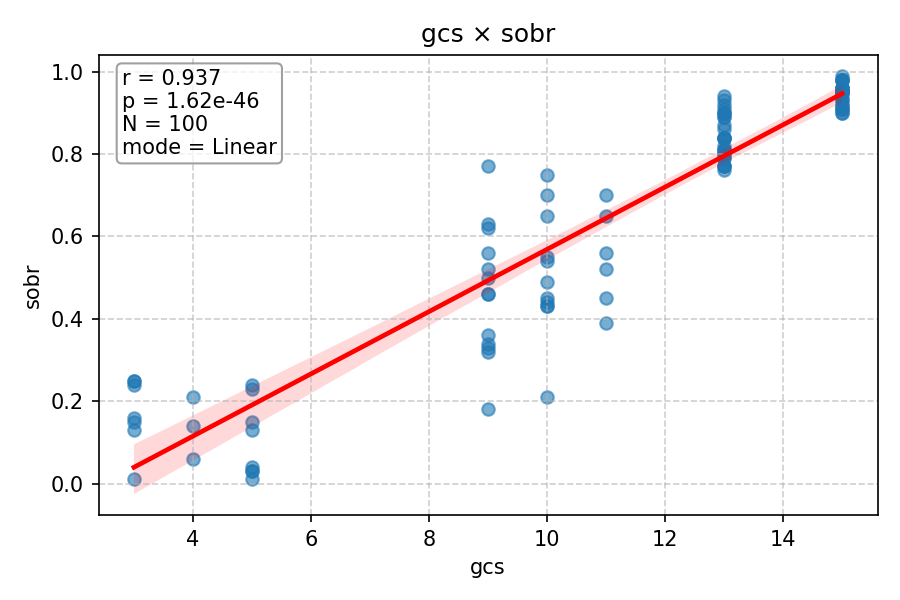 gcs × sobr
r = 0.937
p = 1.62e-46
N = 100
mode = Linear
1.0
0.8
0.6
0.4
0.2
0.0
sobr
4 6 8 10 12 14
gcs